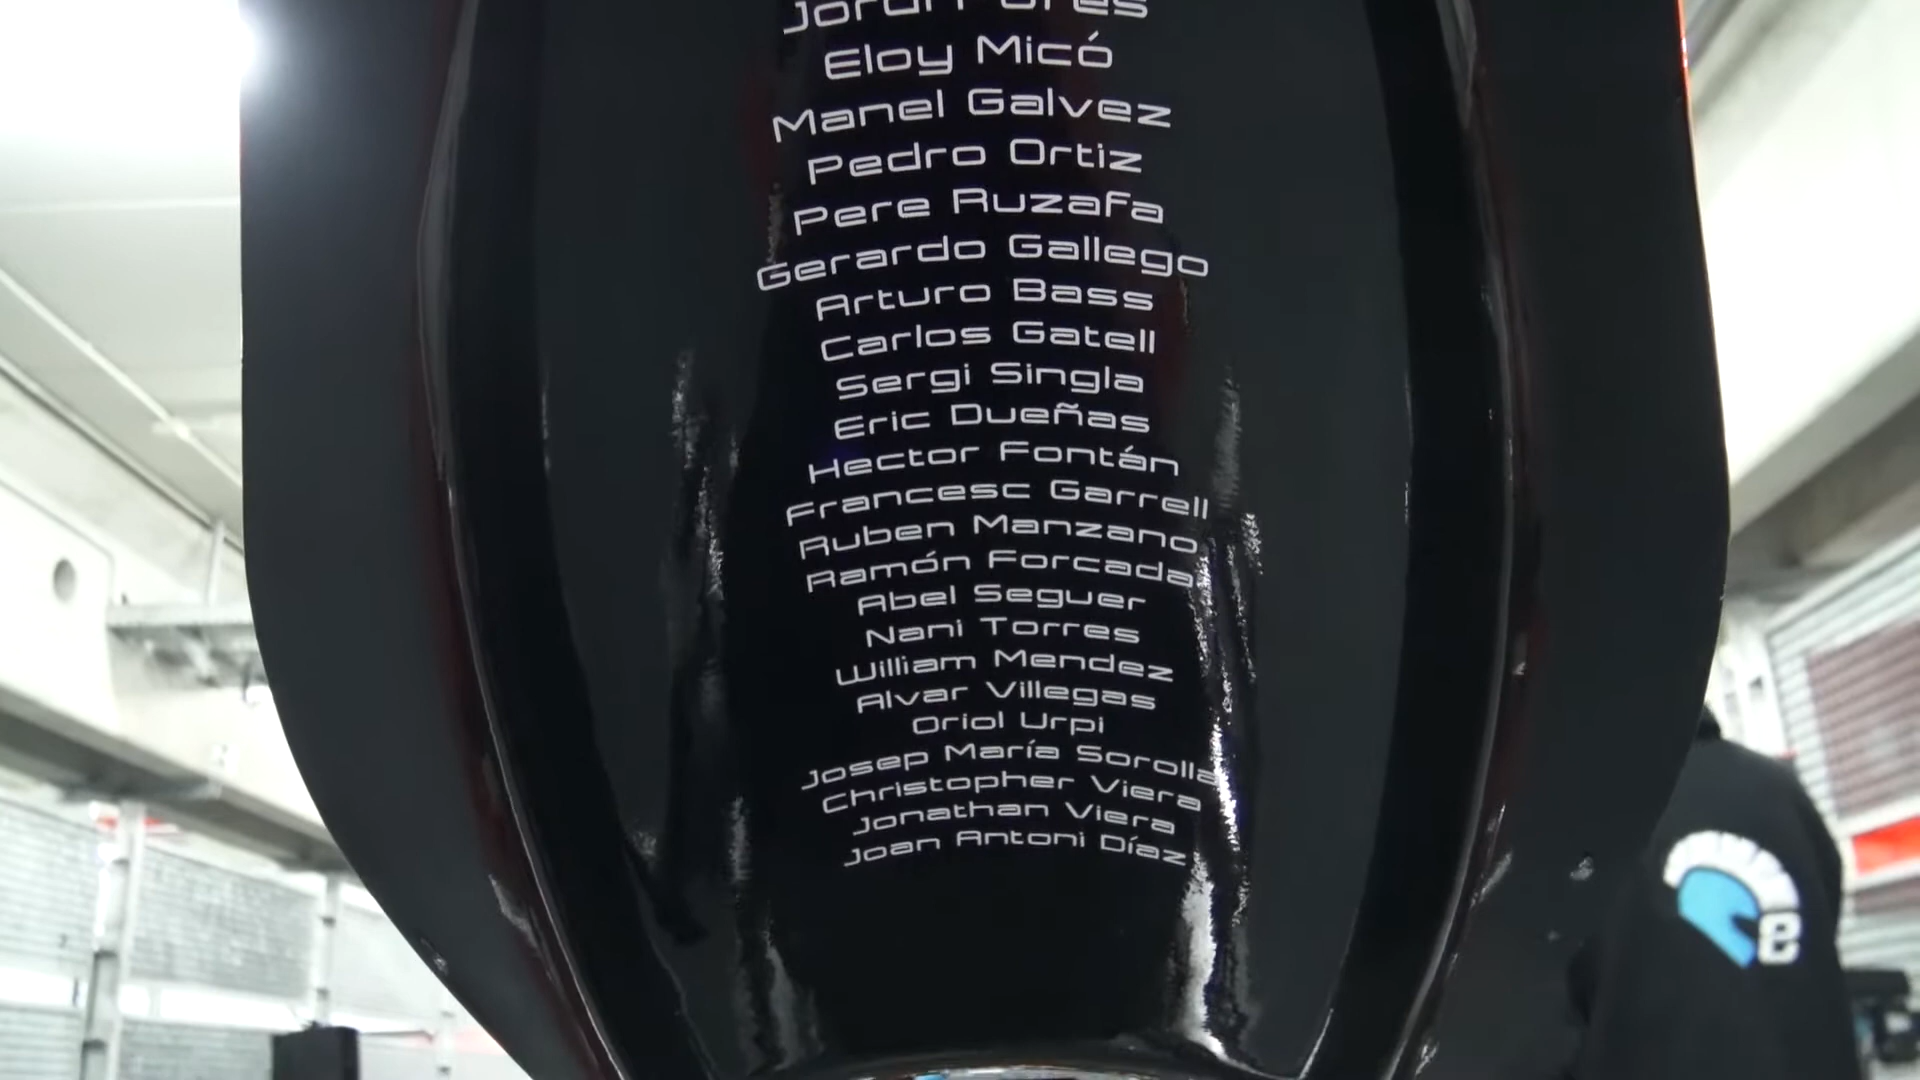 Jordi Fores
Eloy Micó
Manel Galvez
Pedro Ortiz
Pere Ruzafa
Gerardo Gallego
Arturo Bass
Carlos Gatell
Sergi Singla
Eric Dueñas
Hector Fontán
Francesc Garrell
Ruben Manzano
Ramón Forcada
Abel Seguer
Nani Torres
William Mendez
Alvar Villegas
Oriol Urpi
Josep María Sorolla
Christopher Viera
Jonathan Viera
Joan Antoni Díaz
e